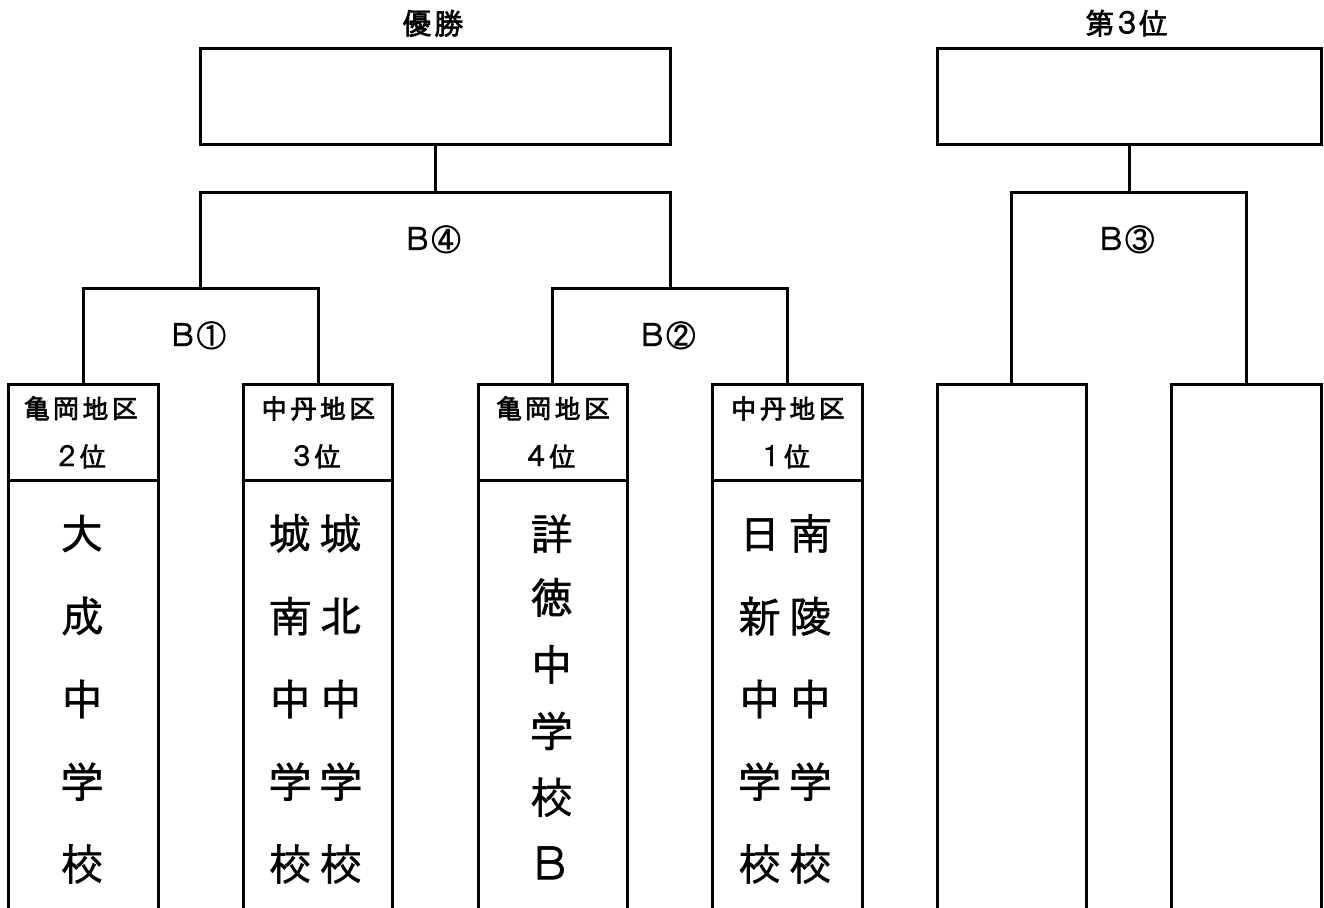 優勝
第3位
B④
B③
B①
B②
亀岡地区
2位
中丹地区
3位
亀岡地区
4位
中丹地区
1位
大成中学校
城北中学校
城南中学校
詳徳中学校B
南陵中学校
日新中学校